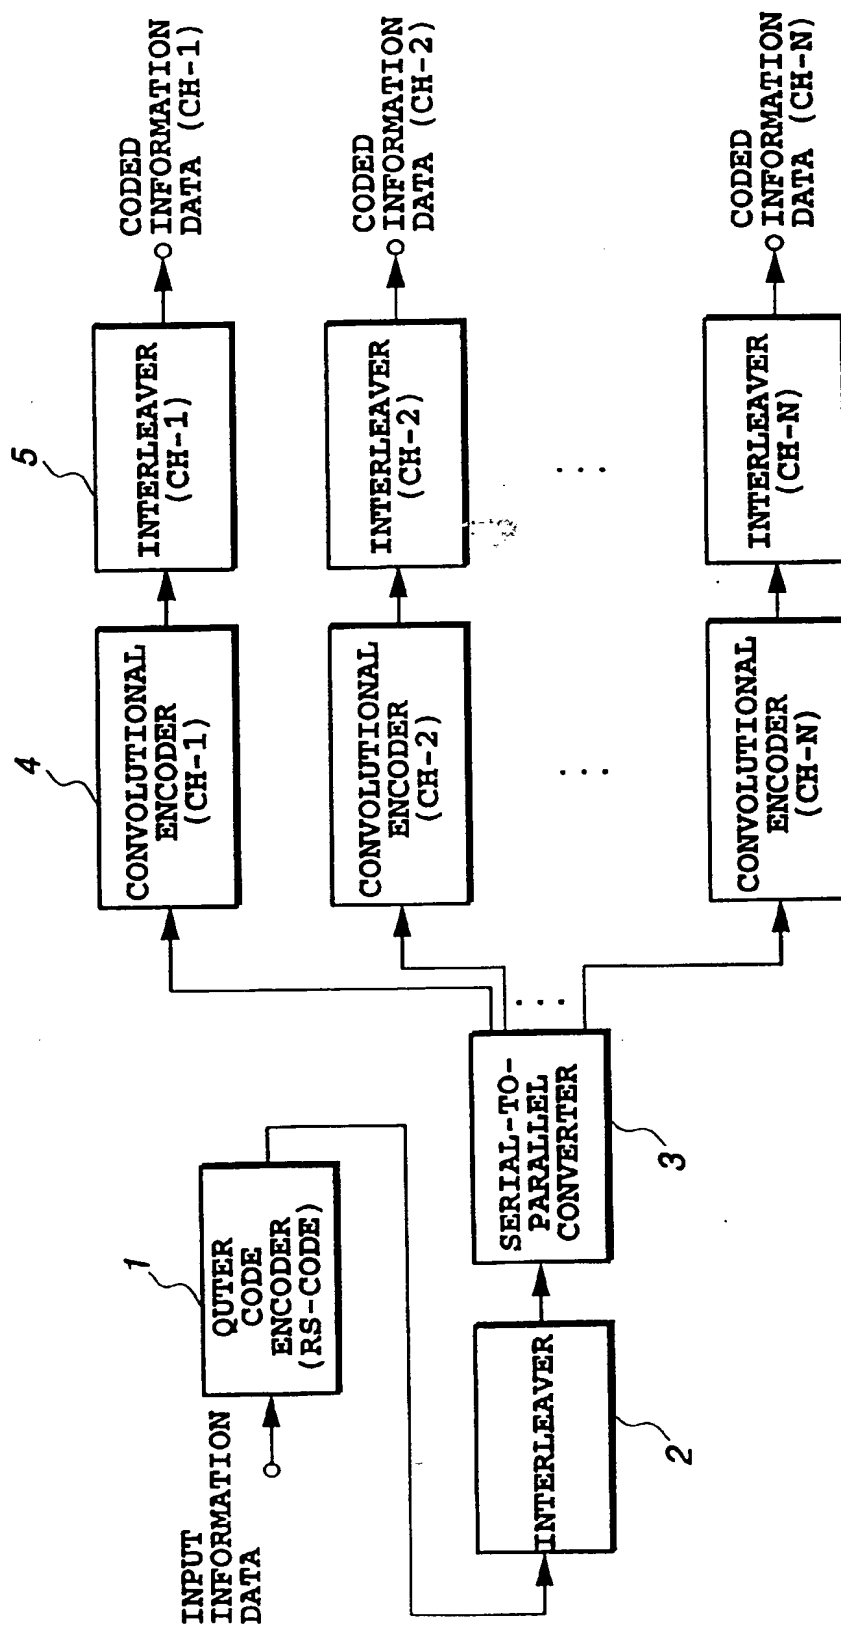 INPUT
INFORMATION
DATA
1
QUTER
CODE
ENCODER
(RS-CODE)
INTERLEAVER
2
SERIAL-TO-
PARALLEL
CONVERTER
3
. . .
4
CONVOLUTIONAL
ENCODER
(CH-1)
5
INTERLEAVER
(CH-1)
CODED
INFORMATION
DATA (CH-1)
CONVOLUTIONAL
ENCODER
(CH-2)
INTERLEAVER
(CH-2)
CODED
INFORMATION
DATA (CH-2)
. . .
. . .
CONVOLUTIONAL
ENCODER
(CH-N)
INTERLEAVER
(CH-N)
CODED
INFORMATION
DATA (CH-N)